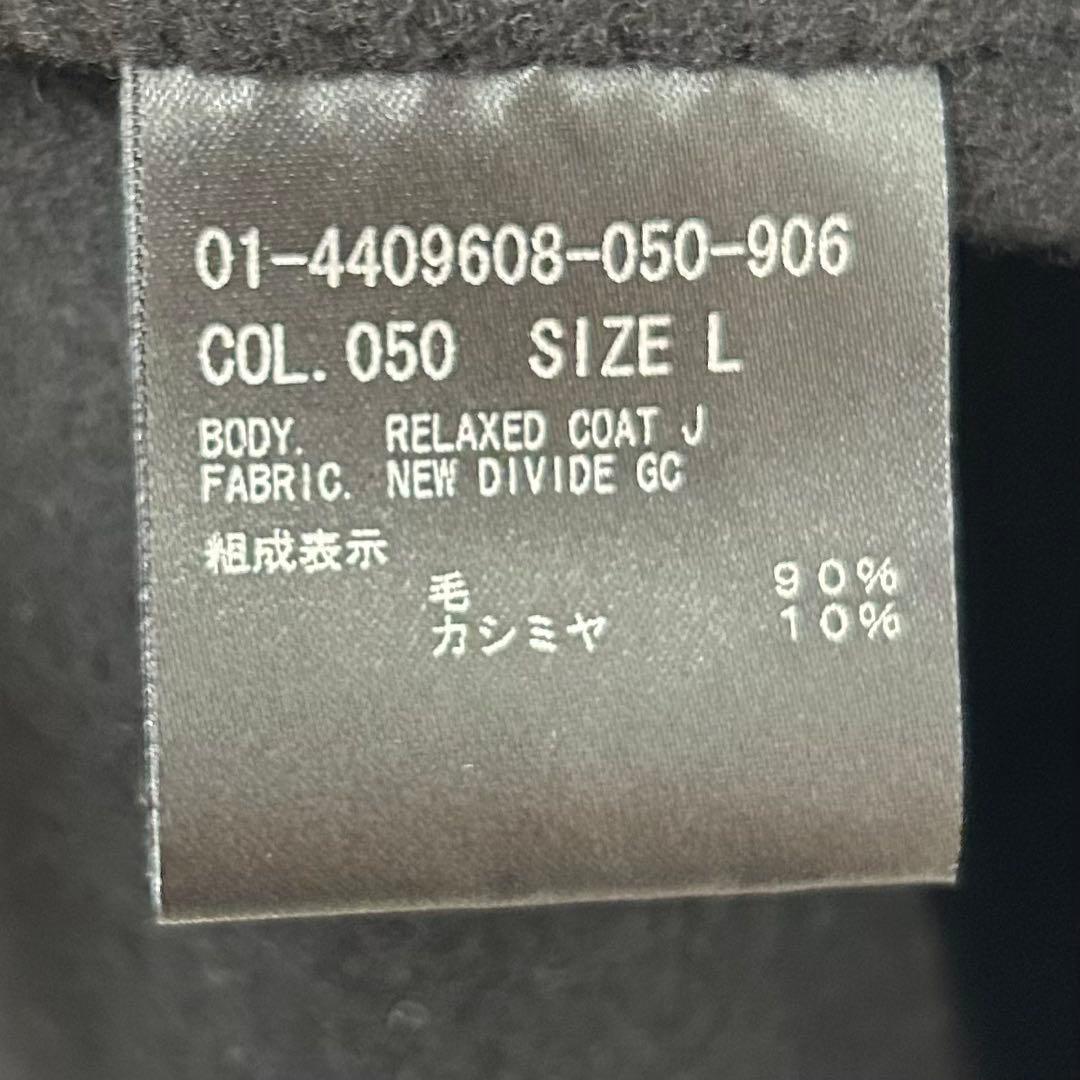 01-4409608-050-906
COL. 050 SIZE L
BODY. RELAXED COAT J
FABRIC. NEW DIVIDE GC
組成表示
毛 90%
カシミヤ 10%